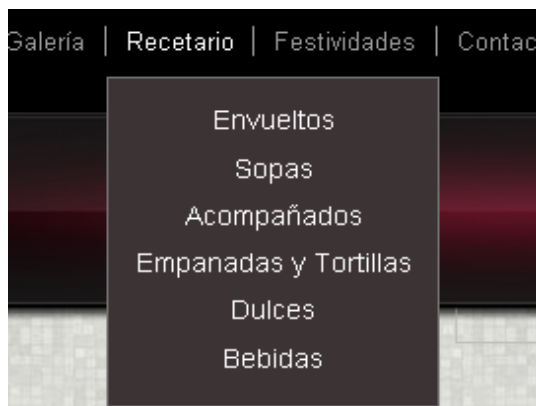 Galería | Recetario | Festividades | Contac
Envueltos
Sopas
Acompañados
Empanadas y Tortillas
Dulces
Bebidas